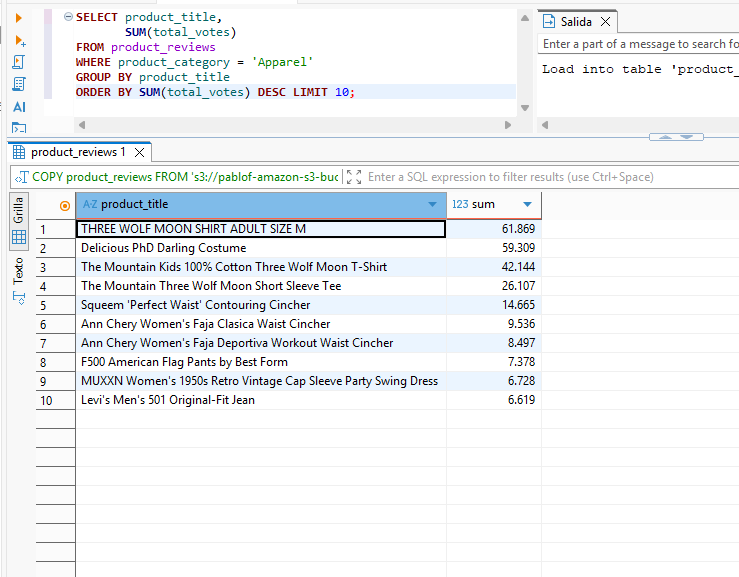 SELECT product_title,
SUM(total_votes)
FROM product_reviews
WHERE product_category = 'Apparel'
GROUP BY product_title
ORDER BY SUM(total_votes) DESC LIMIT 10;
AI
Salida
Enter a part of a message to search fo
Load into table 'product_
product_reviews 1
COPY product_reviews FROM 's3://pablof-amazon-s3-buc
Enter a SQL expression to filter results (use Ctrl+Space)
Grilla
Texto
A-Z product_title 123 sum
1 THREE WOLF MOON SHIRT ADULT SIZE M 61.869
2 Delicious PhD Darling Costume 59.309
3 The Mountain Kids 100% Cotton Three Wolf Moon T-Shirt 42.144
4 The Mountain Three Wolf Moon Short Sleeve Tee 26.107
5 Squeem 'Perfect Waist' Contouring Cincher 14.665
6 Ann Chery Women's Faja Clasica Waist Cincher 9.536
7 Ann Chery Women's Faja Deportiva Workout Waist Cincher 8.497
8 F500 American Flag Pants by Best Form 7.378
9 MUXXN Women's 1950s Retro Vintage Cap Sleeve Party Swing Dress 6.728
10 Levi's Men's 501 Original-Fit Jean 6.619